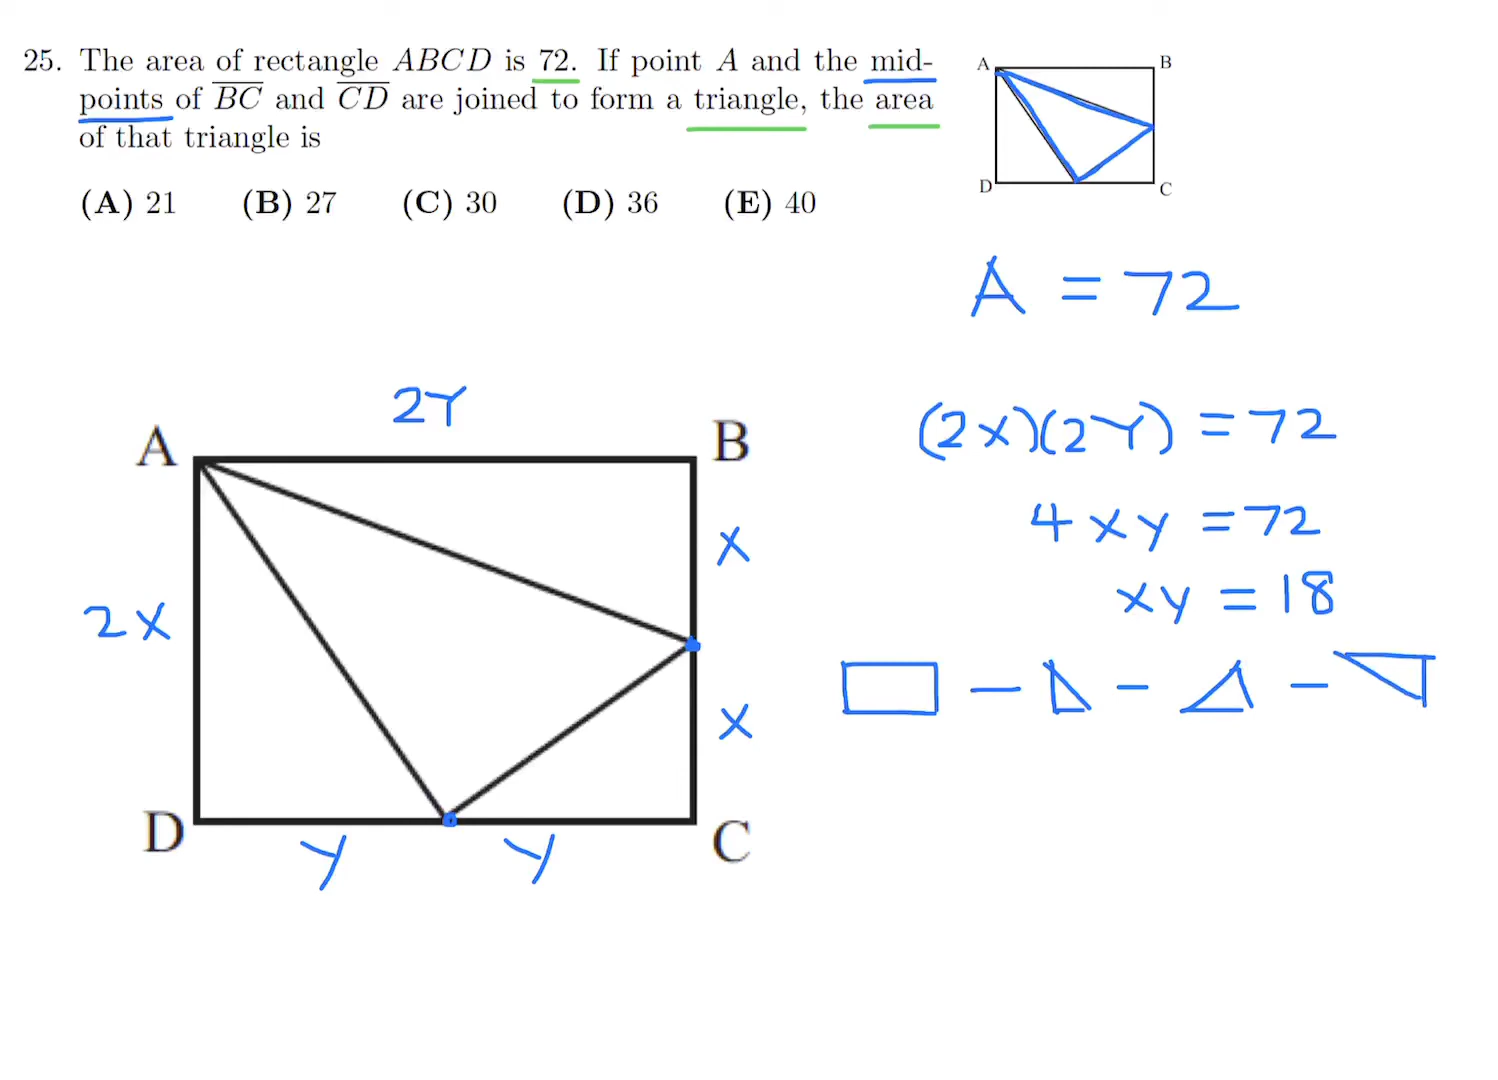 25. The area of rectangle ABCD is 72. If point A and the mid-
points of BC and CD are joined to form a triangle, the area
of that triangle is
(A) 21 (B) 27 (C) 30 (D) 36 (E) 40
A B
D C
A = 72
2Y
A B
(2x)(2Y) = 72
x
4xy = 72
2x
xy = 18
x
D C
y y